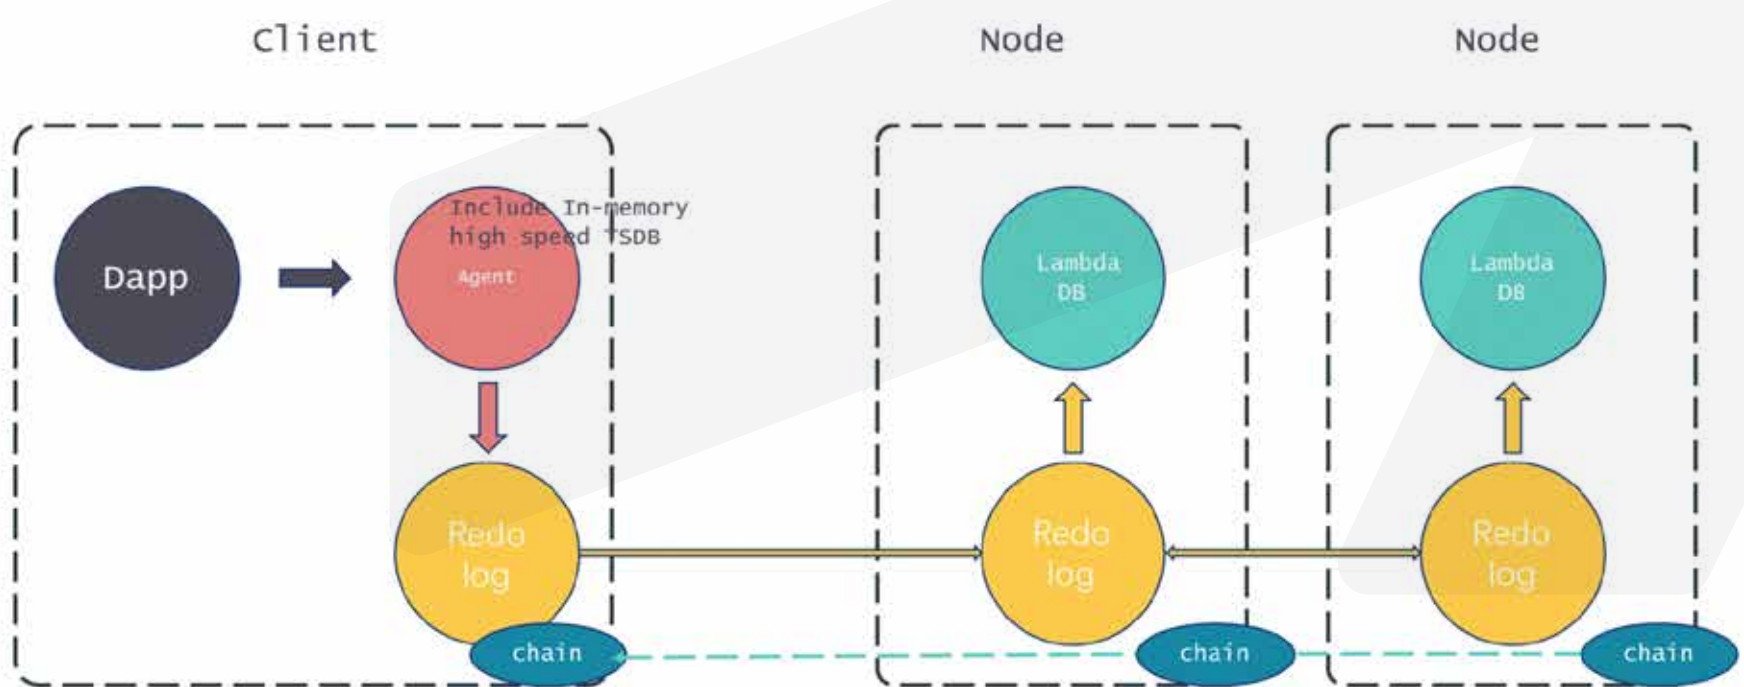 Client
Node
Node
Include In-memory
high speed TSDB
Dapp
Agent
Lambda
DB
Lambda
DB
Redo
log
Redo
log
Redo
log
chain
chain
chain